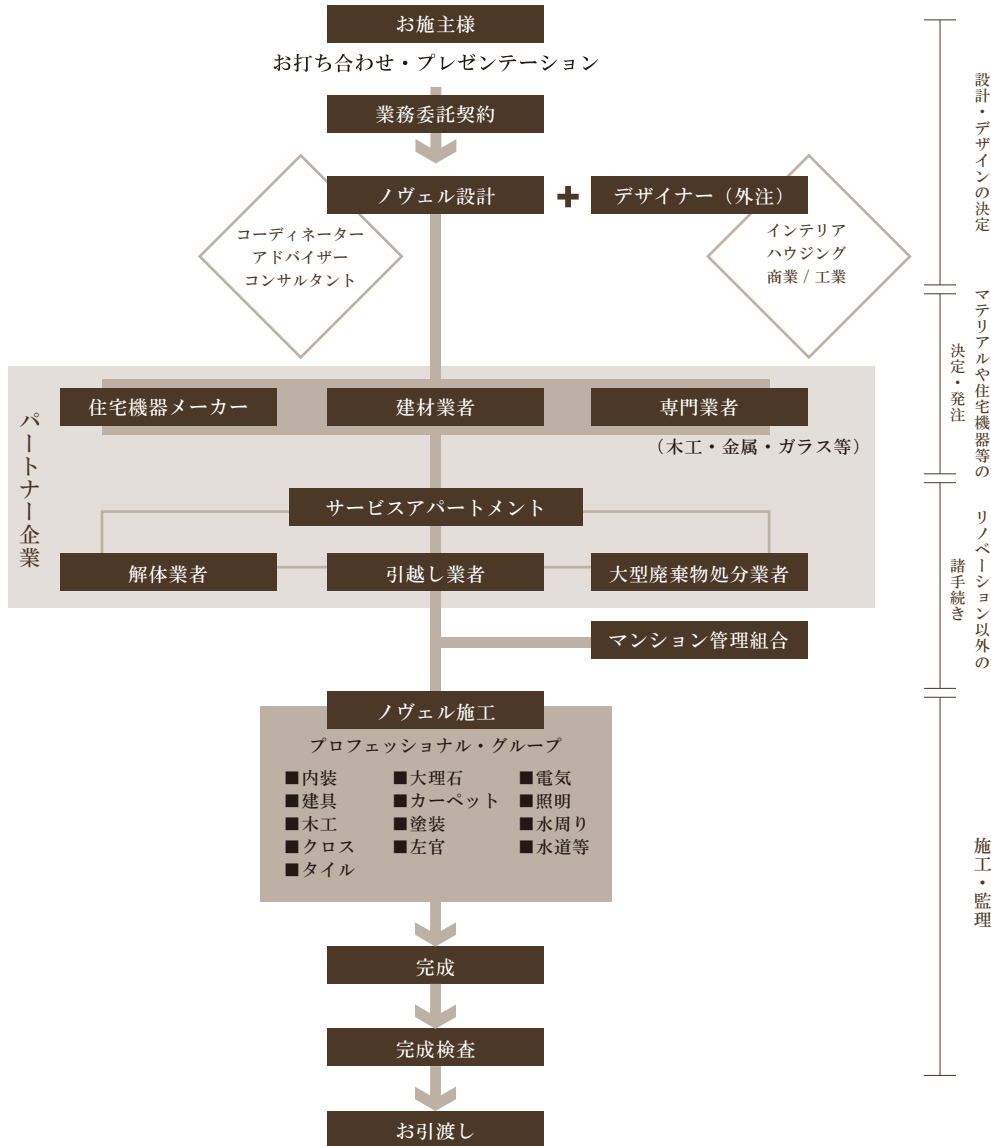 お施主様
お打ち合わせ・プレゼンテーション
業務委託契約
ノヴェル設計
デザイナー（外注）
コーディネーター
アドバイザー
コンサルタント
インテリア
ハウジング
商業 / 工業
設計・デザインの決定
パートナー企業
住宅機器メーカー
建材業者
専門業者
（木工・金属・ガラス等）
マテリアルや住宅機器等の
決定・発注
サービスアパートメント
解体業者
引越し業者
大型廃棄物処分業者
マンション管理組合
リノベーション以外の
諸手続き
ノヴェル施工
プロフェッショナル・グループ
■内装
■建具
■木工
■クロス
■タイル
■大理石
■カーペット
■塗装
■左官
■電気
■照明
■水周り
■水道等
施工・監理
完成
完成検査
お引渡し